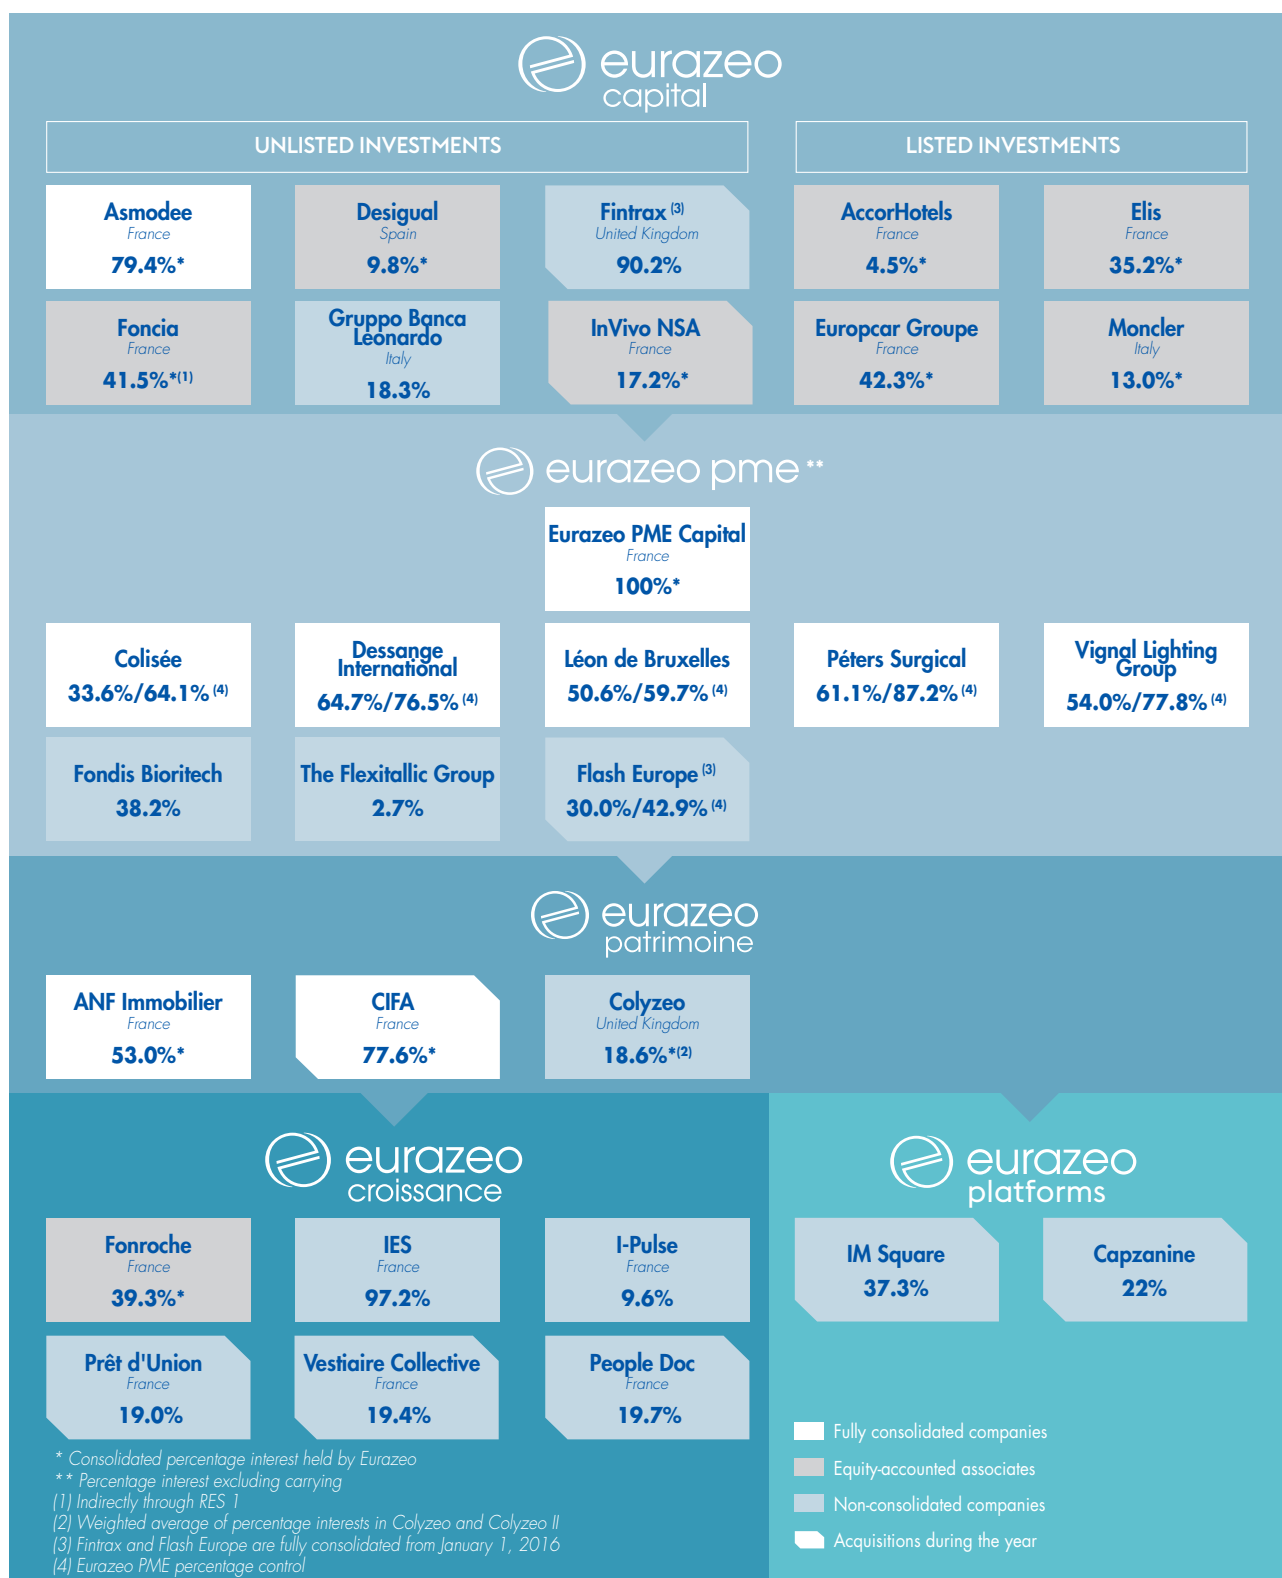 eurazeo
capital
UNLISTED INVESTMENTS
LISTED INVESTMENTS
Asmodee
France
79.4%*
Desigual
Spain
9.8%*
Fintrax (3)
United Kingdom
90.2%
AccorHotels
France
4.5%*
Elis
France
35.2%*
Foncia
France
41.5%*(1)
Gruppo Banca
Leonardo
Italy
18.3%
InVivo NSA
France
17.2%*
Europcar Groupe
France
42.3%*
Moncler
Italy
13.0%*
eurazeo pme **
Eurazeo PME Capital
France
100%*
Colisée
33.6%/64.1% (4)
Dessange
International
64.7%/76.5% (4)
Léon de Bruxelles
50.6%/59.7% (4)
Péters Surgical
61.1%/87.2% (4)
Vignal Lighting
Group
54.0%/77.8% (4)
Fondis Bioritech
38.2%
The Flexitallic Group
2.7%
Flash Europe (3)
30.0%/42.9% (4)
eurazeo
patrimoine
ANF Immobilier
France
53.0%*
CIFA
France
77.6%*
Colyzeo
United Kingdom
18.6%*(2)
eurazeo
croissance
Fonroche
France
39.3%*
IES
France
97.2%
I-Pulse
France
9.6%
Prêt d'Union
France
19.0%
Vestiaire Collective
France
19.4%
People Doc
France
19.7%
* Consolidated percentage interest held by Eurazeo
** Percentage interest excluding carrying
(1) Indirectly through RES 1
(2) Weighted average of percentage interests in Colyzeo and Colyzeo II
(3) Fintrax and Flash Europe are fully consolidated from January 1, 2016
(4) Eurazeo PME percentage control
eurazeo
platforms
IM Square
37.3%
Capzanine
22%
Fully consolidated companies
Equity-accounted associates
Non-consolidated companies
Acquisitions during the year